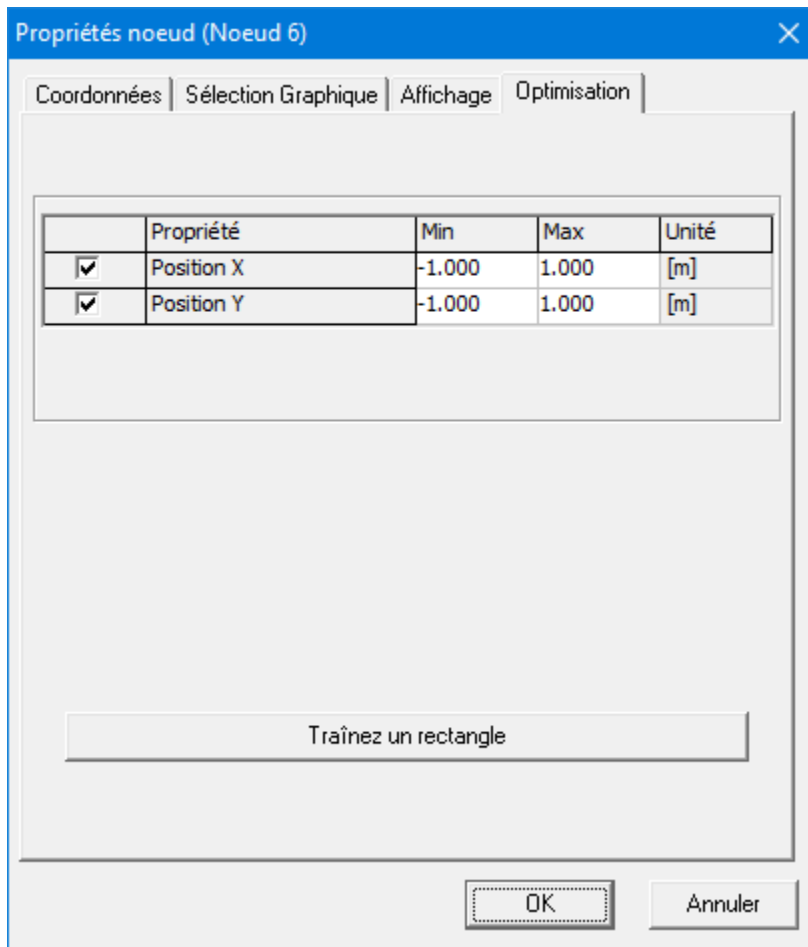 Propriétés noeud (Noeud 6)
Coordonnées Sélection Graphique Affichage Optimisation
Propriété Min Max Unité
Position X -1.000 1.000 [m]
Position Y -1.000 1.000 [m]
Traînez un rectangle
OK Annuler